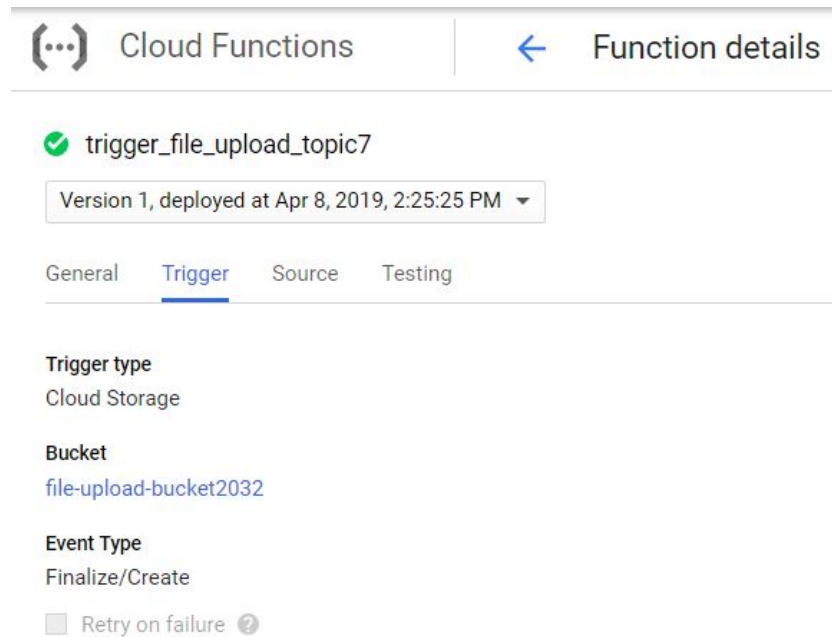 Cloud Functions
Function details
trigger_file_upload_topic7
Version 1, deployed at Apr 8, 2019, 2:25:25 PM
General Trigger Source Testing
Trigger type
Cloud Storage
Bucket
file-upload-bucket2032
Event Type
Finalize/Create
Retry on failure ?